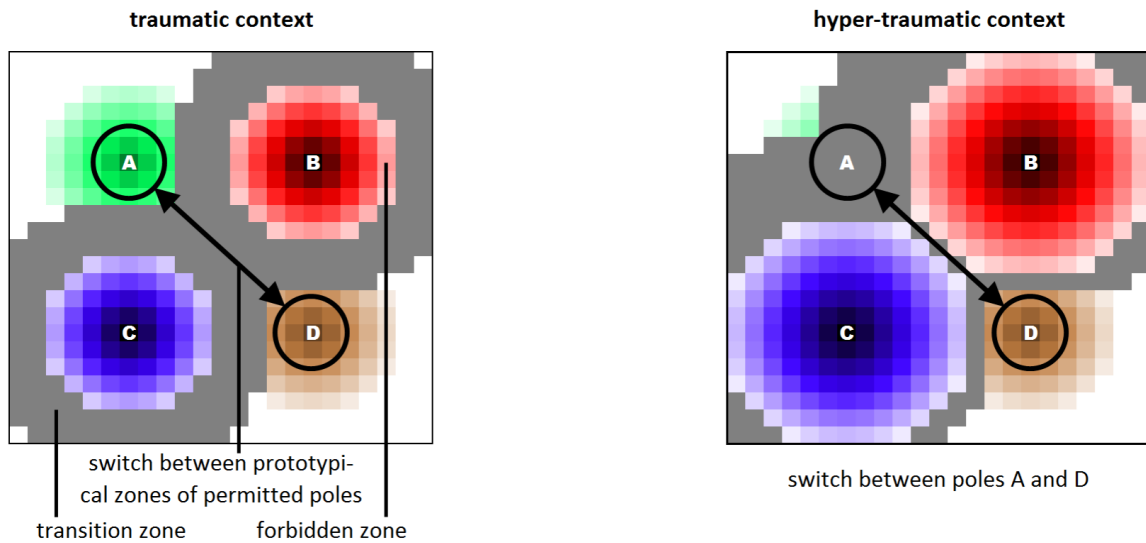 traumatic context
hyper-traumatic context
A
B
C
D
A
B
C
D
switch between prototypi-
cal zones of permitted poles
transition zone
forbidden zone
switch between poles A and D